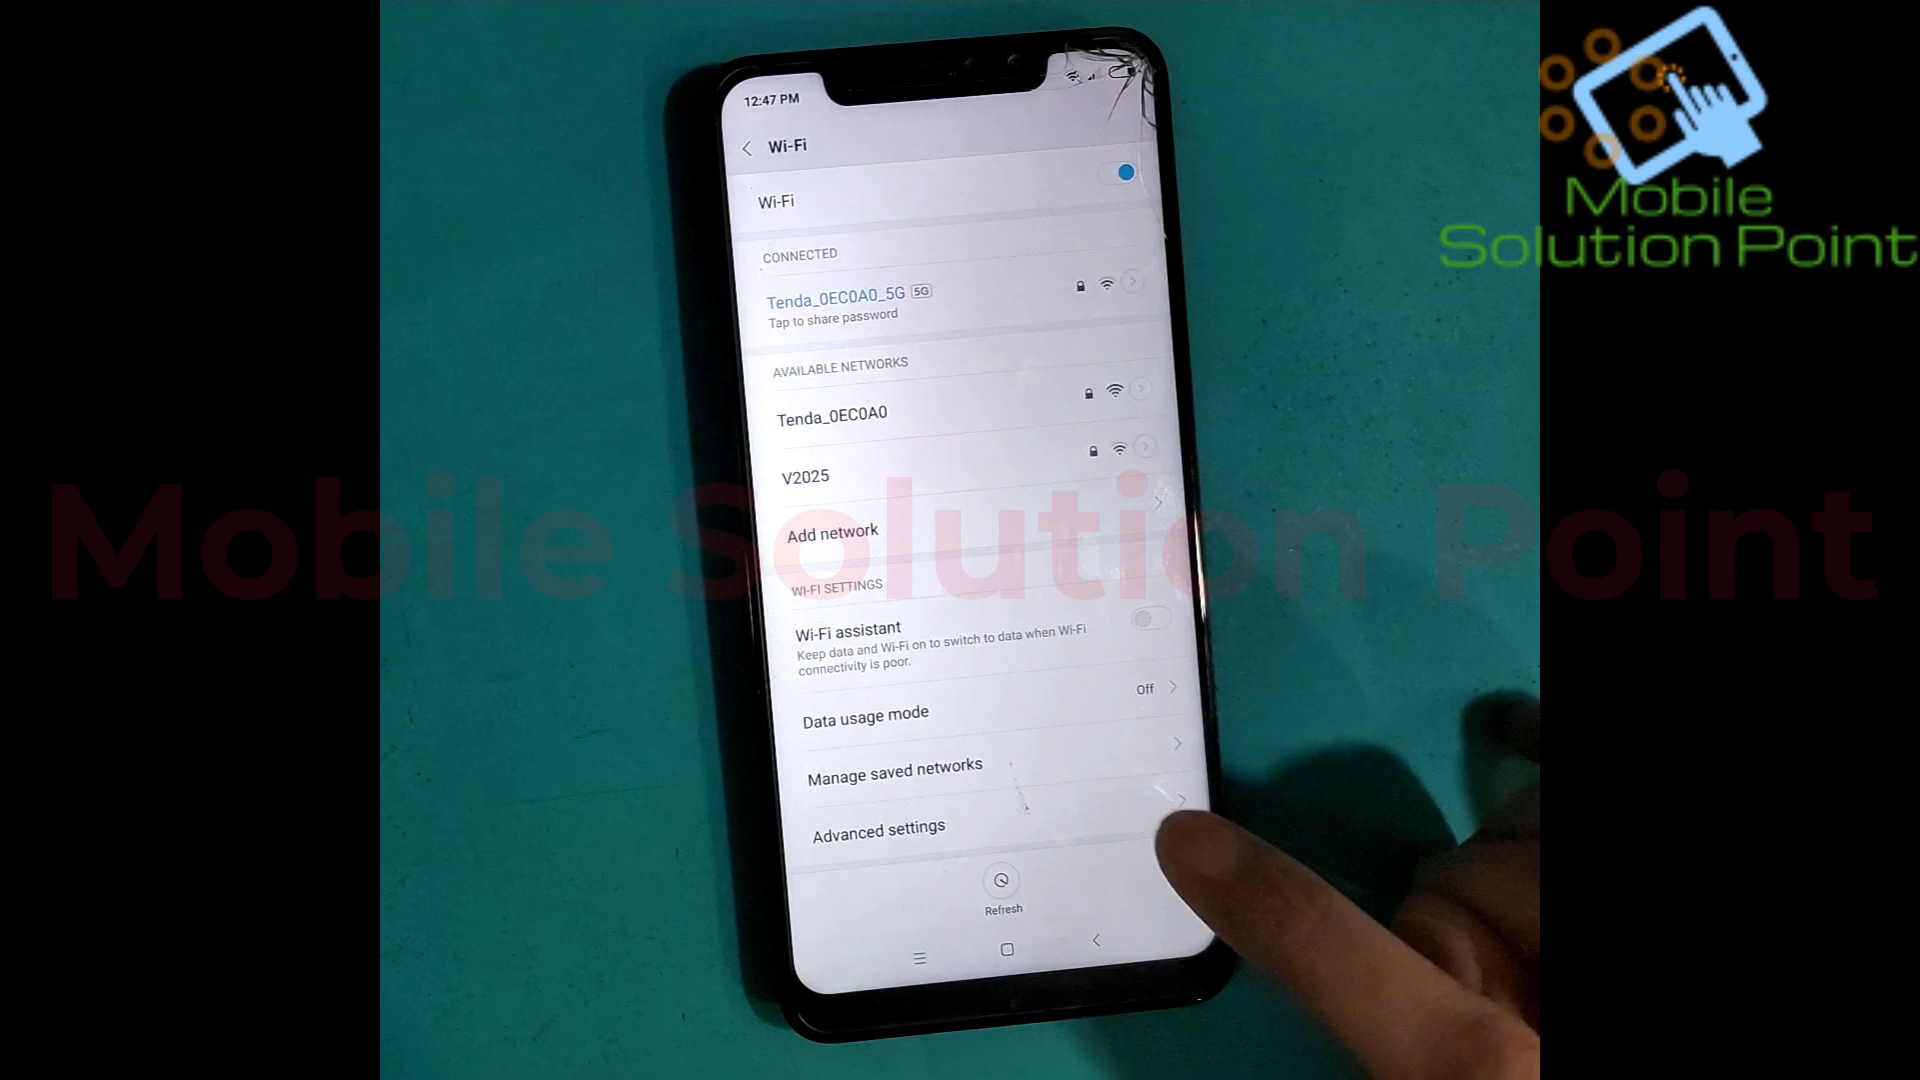 12:47 PM
Wi-Fi
Wi-Fi
CONNECTED
Tenda_0EC0A0_5G 5G
Tap to share password
AVAILABLE NETWORKS
Tenda_0EC0A0
V2025
Add network
WI-FI SETTINGS
Wi-Fi assistant
Keep data and Wi-Fi on to switch to data when Wi-Fi
connectivity is poor.
Data usage mode
Off
Manage saved networks
Advanced settings
Refresh
Mobile
Solution Point
Mobile Solution Point